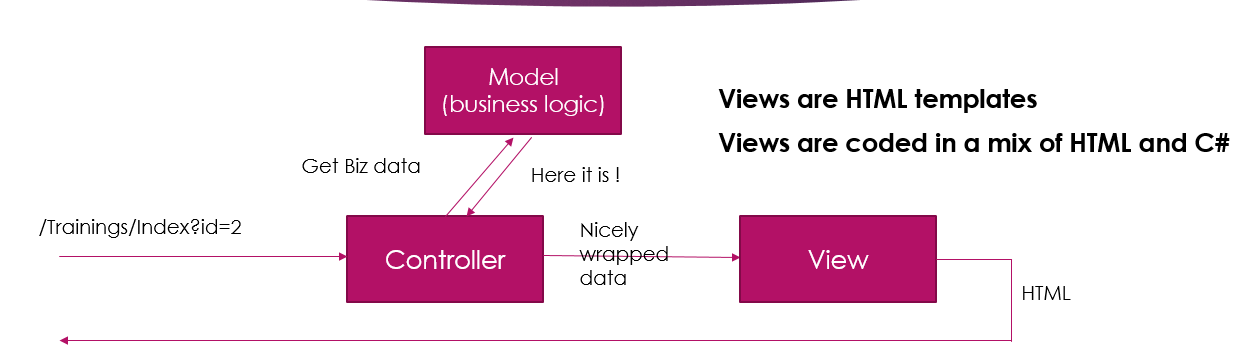 Model
(business logic)
Views are HTML templates
Views are coded in a mix of HTML and C#
Get Biz data
Here it is !
/Trainings/Index?id=2
Controller
Nicely
wrapped
data
View
HTML